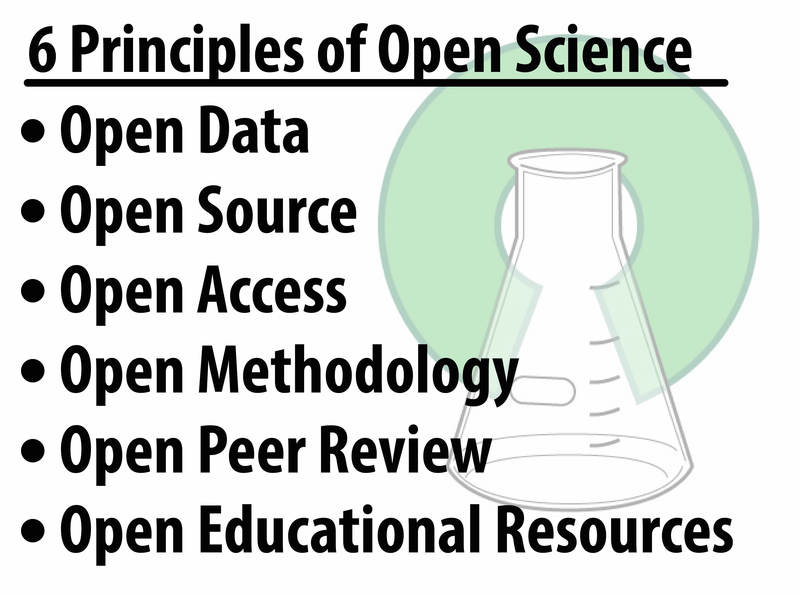 6 Principles of Open Science
• Open Data
• Open Source
• Open Access
• Open Methodology
• Open Peer Review
• Open Educational Resources